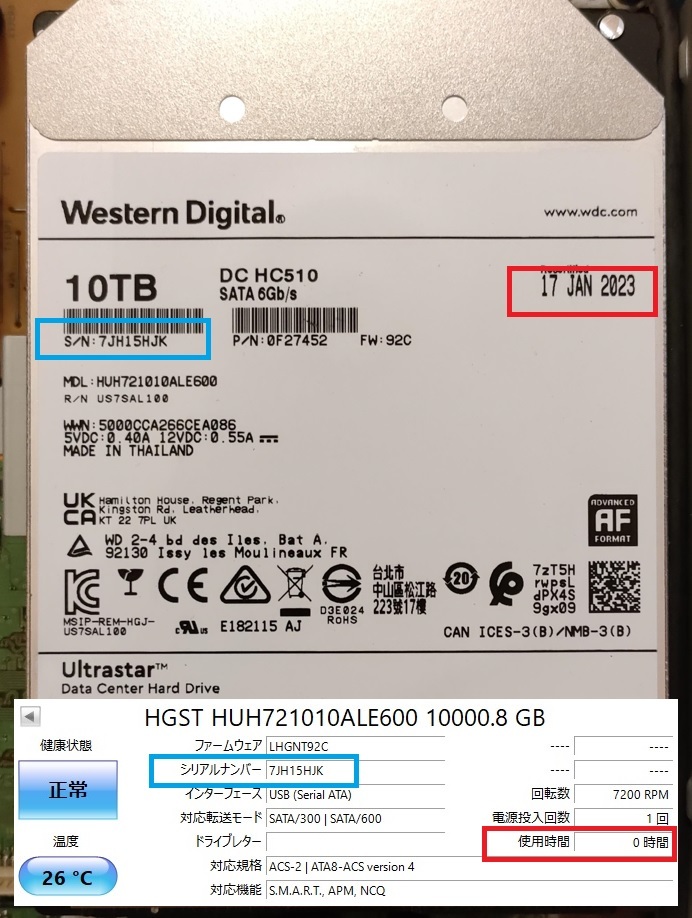 Western Digital®
www.wdc.com
10TB
DC HC510
SATA 6Gb/s
17 JAN 2023
S/N:7JH15HJK
P/N:0F27452 FW:92C
MDL:HUH721010ALE600
R/N US7SAL100
WWN:5000CCA266CEA086
5VDC:0.40A 12VDC:0.55A
MADE IN THAILAND
UK
CA
Hamilton House, Regent Park,
Kingston Rd, Leatherhead,
KT 22 7PL UK
WD 2-4 bd des Iles, Bat A,
92130 Issy les Moulineaux FR
ADVANCED
AF
FORMAT
台北市
中山區松江路
223號17樓
20
7zT5H
rwpsL
dPX4S
9gx09
MSIP-REM-HGJ-
US7SAL100
E182115 AJ
D3E024
RoHS
CAN ICES-3(B)/NMB-3(B)
Ultrastar™
Data Center Hard Drive
HGST HUH721010ALE600 10000.8 GB
健康状態
正常
温度
26 °C
ファームウェア LHGNT92C ---- ----
シリアルナンバー 7JH15HJK ---- ----
インターフェース USB (Serial ATA) 回転数 7200 RPM
対応転送モード SATA/300 | SATA/600 電源投入回数 1 回
ドライブレター 使用時間 0 時間
対応規格 ACS-2 | ATA8-ACS version 4
対応機能 S.M.A.R.T., APM, NCQ